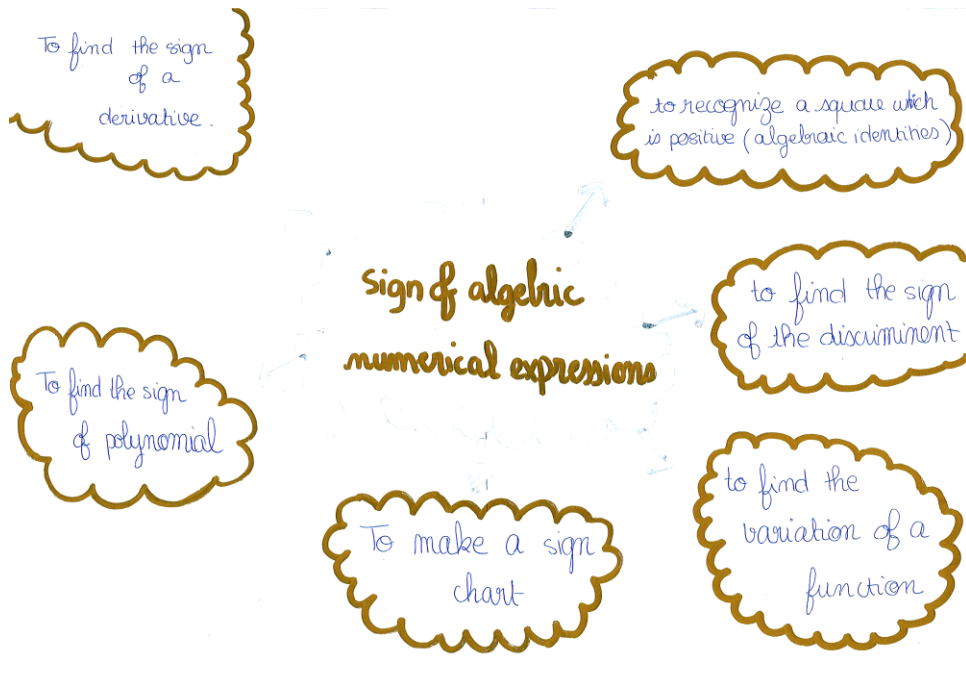 To find the sign
of a
derivative.
to recognize a square which
is positive (algebraic identities)
sign of algebric
numerical expressions
to find the sign
of the discriminent
To find the sign
of polynomial
To make a sign
chart
to find the
variation of a
function